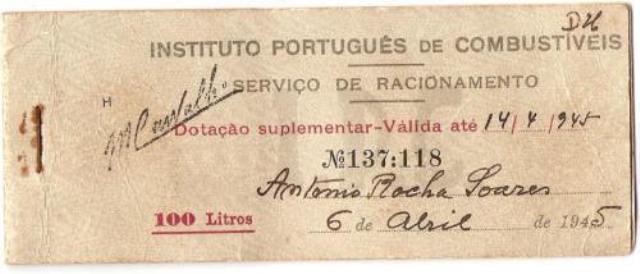 DH
INSTITUTO PORTUGUÊS DE COMBUSTÍVEIS
SERVIÇO DE RACIONAMENTO
H
M Carvalho
Dotação suplementar-Válida até 14/4/1945
№137:118
Antonio Rocha Soares
100 Litros 6 de Abril de 1945